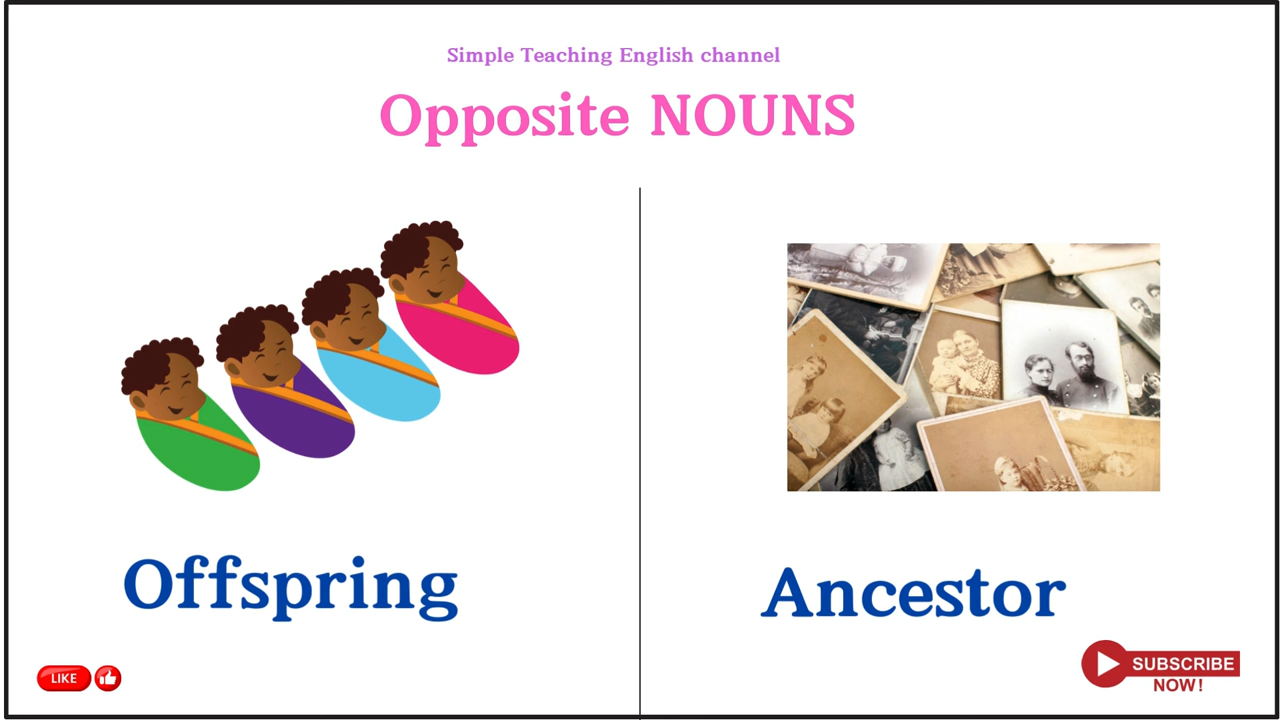 Simple Teaching English channel
Opposite NOUNS
Offspring
Ancestor
LIKE
SUBSCRIBE
NOW!